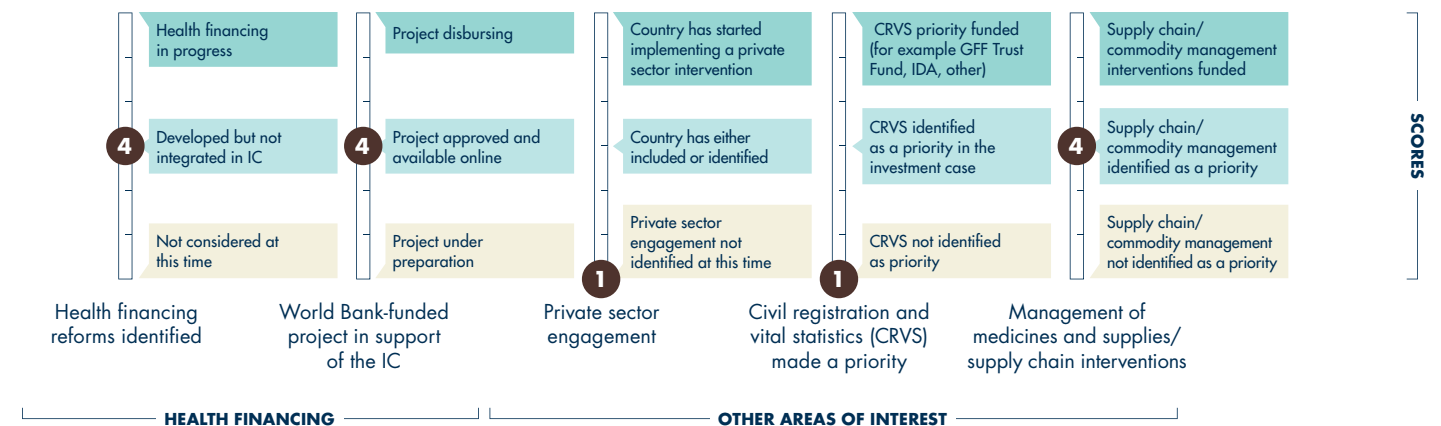 Health financing
in progress
4
Developed but not
integrated in IC
Not considered at
this time
Health financing
reforms identified
Project disbursing
4
Project approved and
available online
Project under
preparation
World Bank-funded
project in support
of the IC
Country has started
implementing a private
sector intervention
Country has either
included or identified
Private sector
engagement not
identified at this time
1
Private sector
engagement
CRVS priority funded
(for example GFF Trust
Fund, IDA, other)
CRVS identified
as a priority in the
investment case
CRVS not identified
as priority
1
Civil registration and
vital statistics (CRVS)
made a priority
Supply chain/
commodity management
interventions funded
4
Supply chain/
commodity management
identified as a priority
Supply chain/
commodity management
not identified as a priority
Management of
medicines and supplies/
supply chain interventions
SCORES
HEALTH FINANCING
OTHER AREAS OF INTEREST